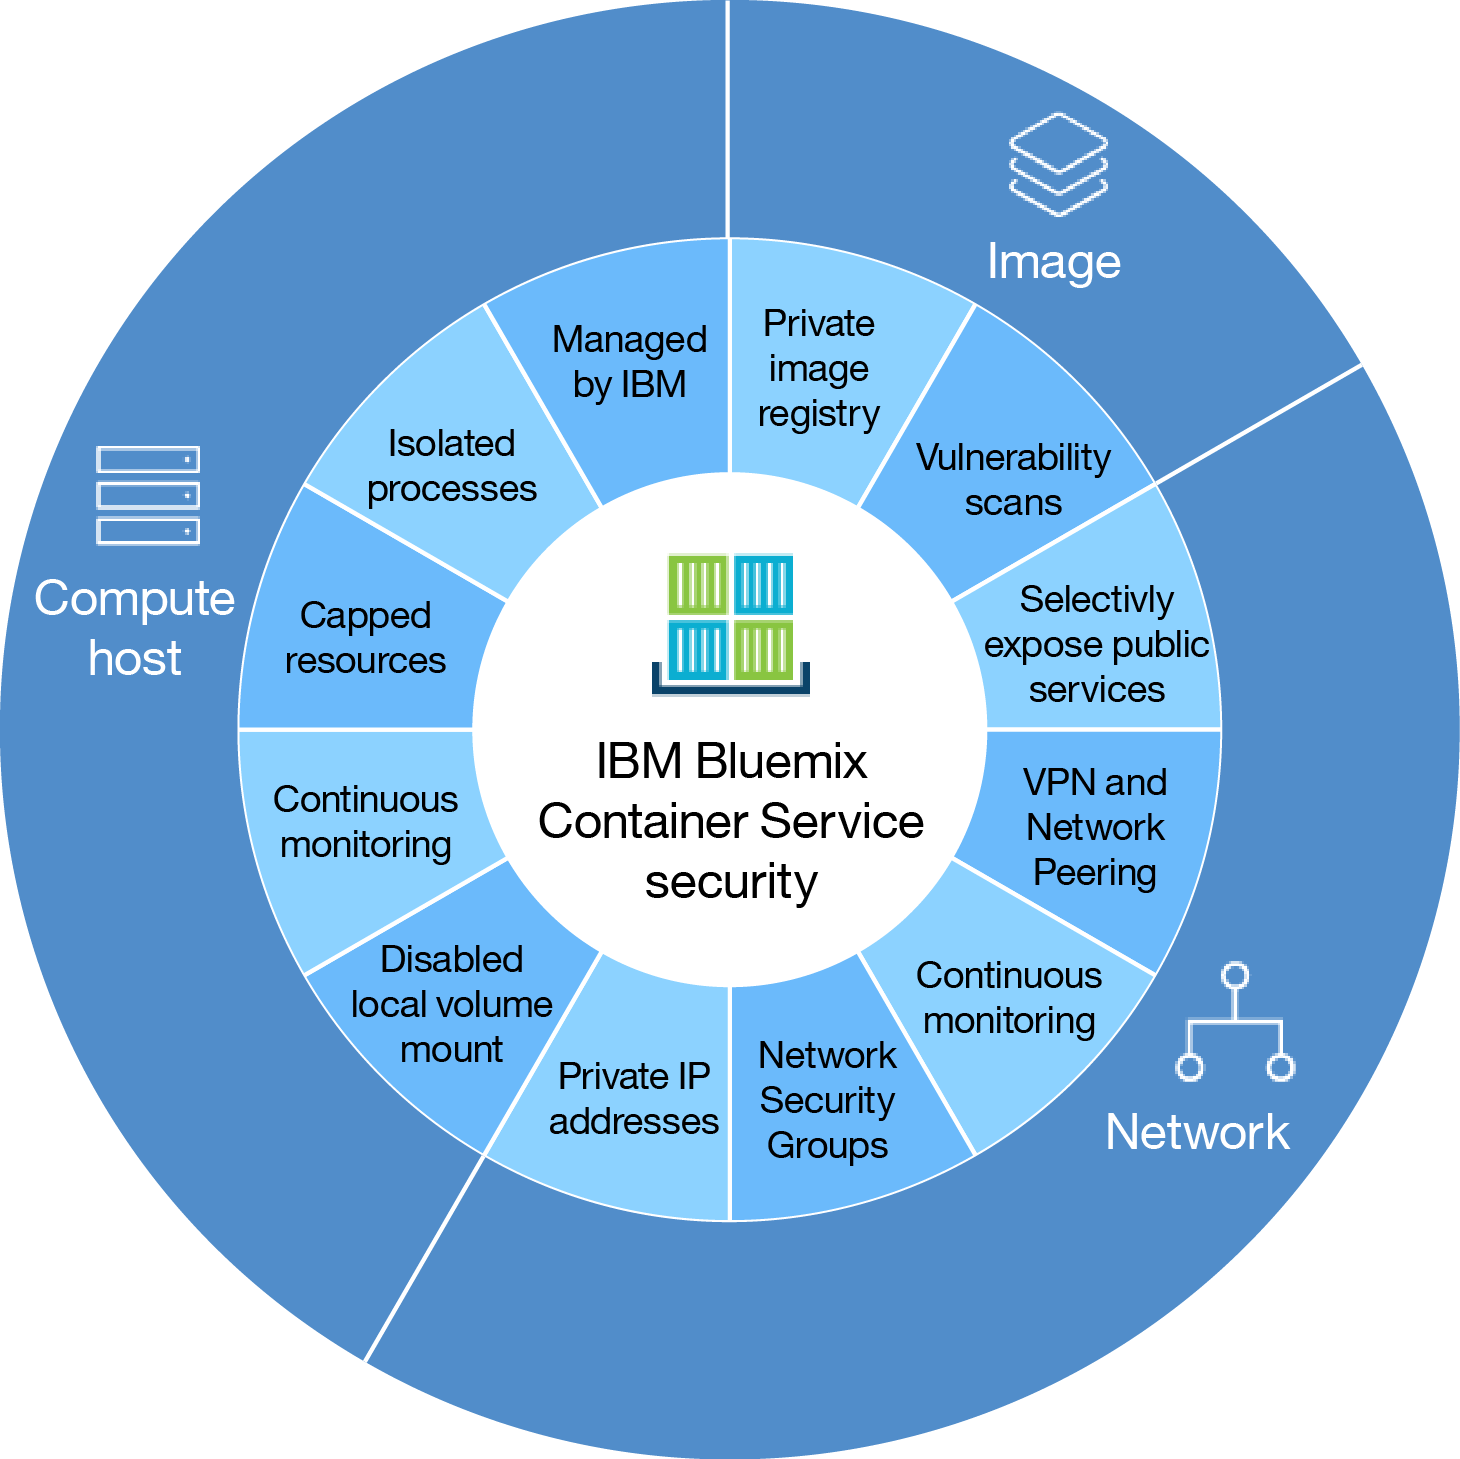 Image
Private
image
registry
Vulnerability
scans
Selectivly
expose public
services
VPN and
Network
Peering
Continuous
monitoring
Network
Security
Groups
Network
Private IP
addresses
Disabled
local volume
mount
Continuous
monitoring
Capped
resources
Isolated
processes
Managed
by IBM
Compute
host
IBM Bluemix
Container Service
security